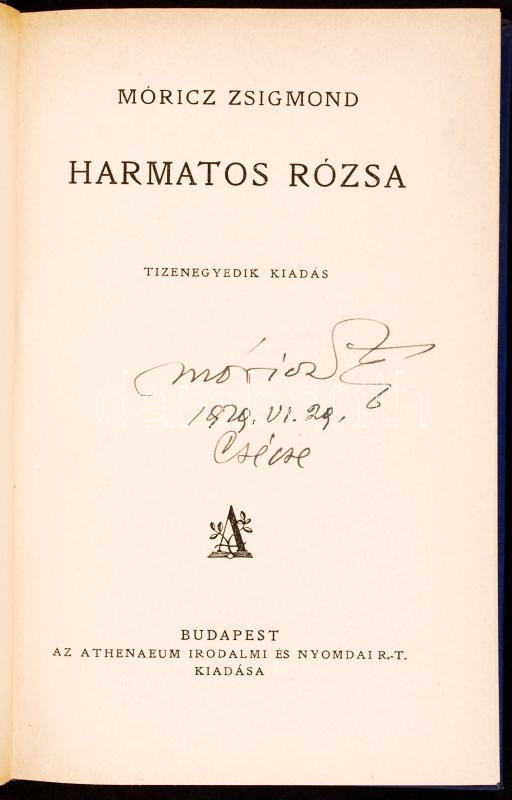 MÓRICZ ZSIGMOND
HARMATOS RÓZSA
TIZENEGYEDIK KIADÁS
Móricz Zs
1929. VI. 29.
Csécse
A
BUDAPEST
AZ ATHENAEUM IRODALMI ÉS NYOMDAI R.-T.
KIADÁSA